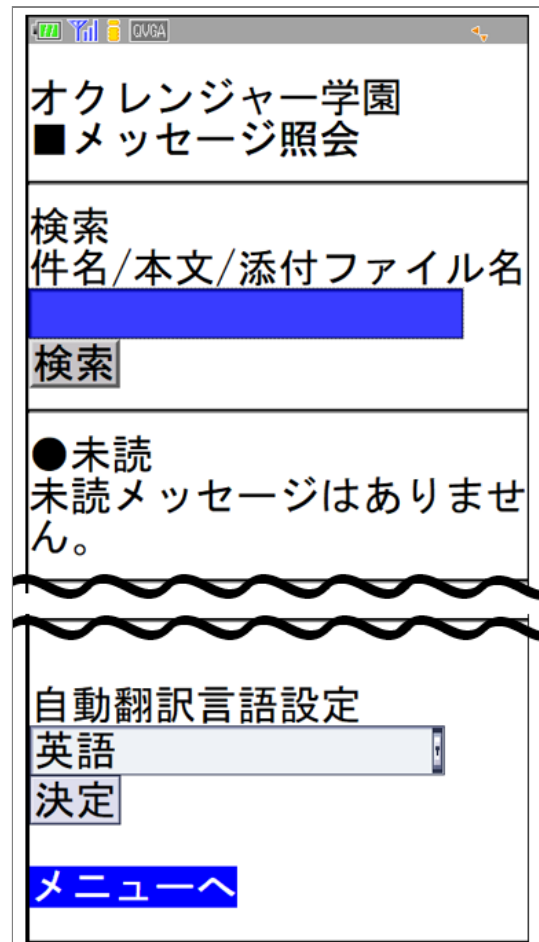 QVGA
オクレンジャー学園
■メッセージ照会
検索
件名/本文/添付ファイル名
検索
●未読
未読メッセージはありませ
ん。
自動翻訳言語設定
英語
決定
メニューへ